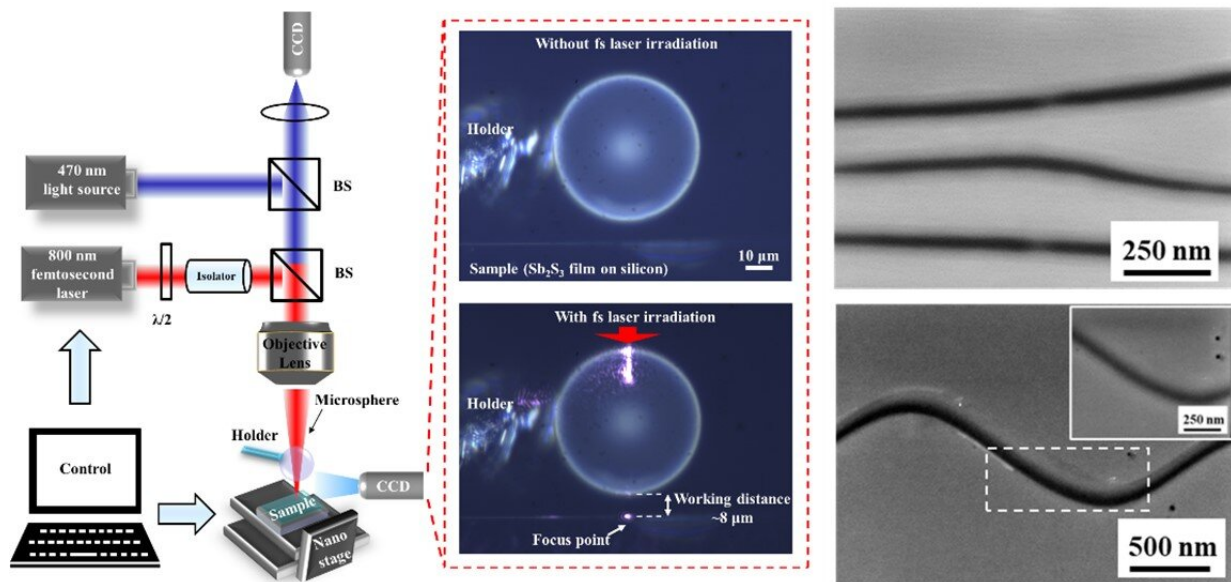 CCD
470 nm
light source
BS
800 nm
femtosecond
laser
Isolator
BS
λ/2
Objective
Lens
Microsphere
Holder
Control
CCD
Sample
Nano
stage
Without fs laser irradiation
Holder
Sample (Sb₂S₃ film on silicon)
10 μm
With fs laser irradiation
Holder
Working distance
~8 μm
Focus point
250 nm
250 nm
500 nm